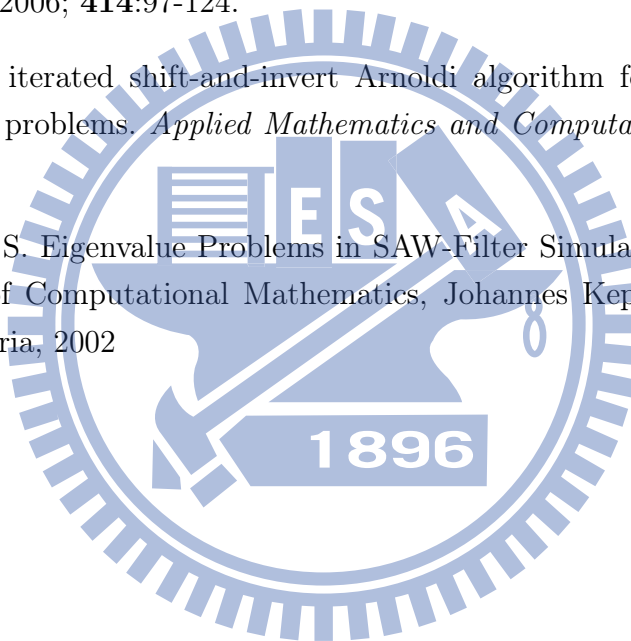 2006; 414:97-124.
iterated shift-and-invert Arnoldi algorithm f
problems. Applied Mathematics and Computa
E S A
S. Eigenvalue Problems in SAW-Filter Simula
f Computational Mathematics, Johannes Kep
ria, 2002
1896